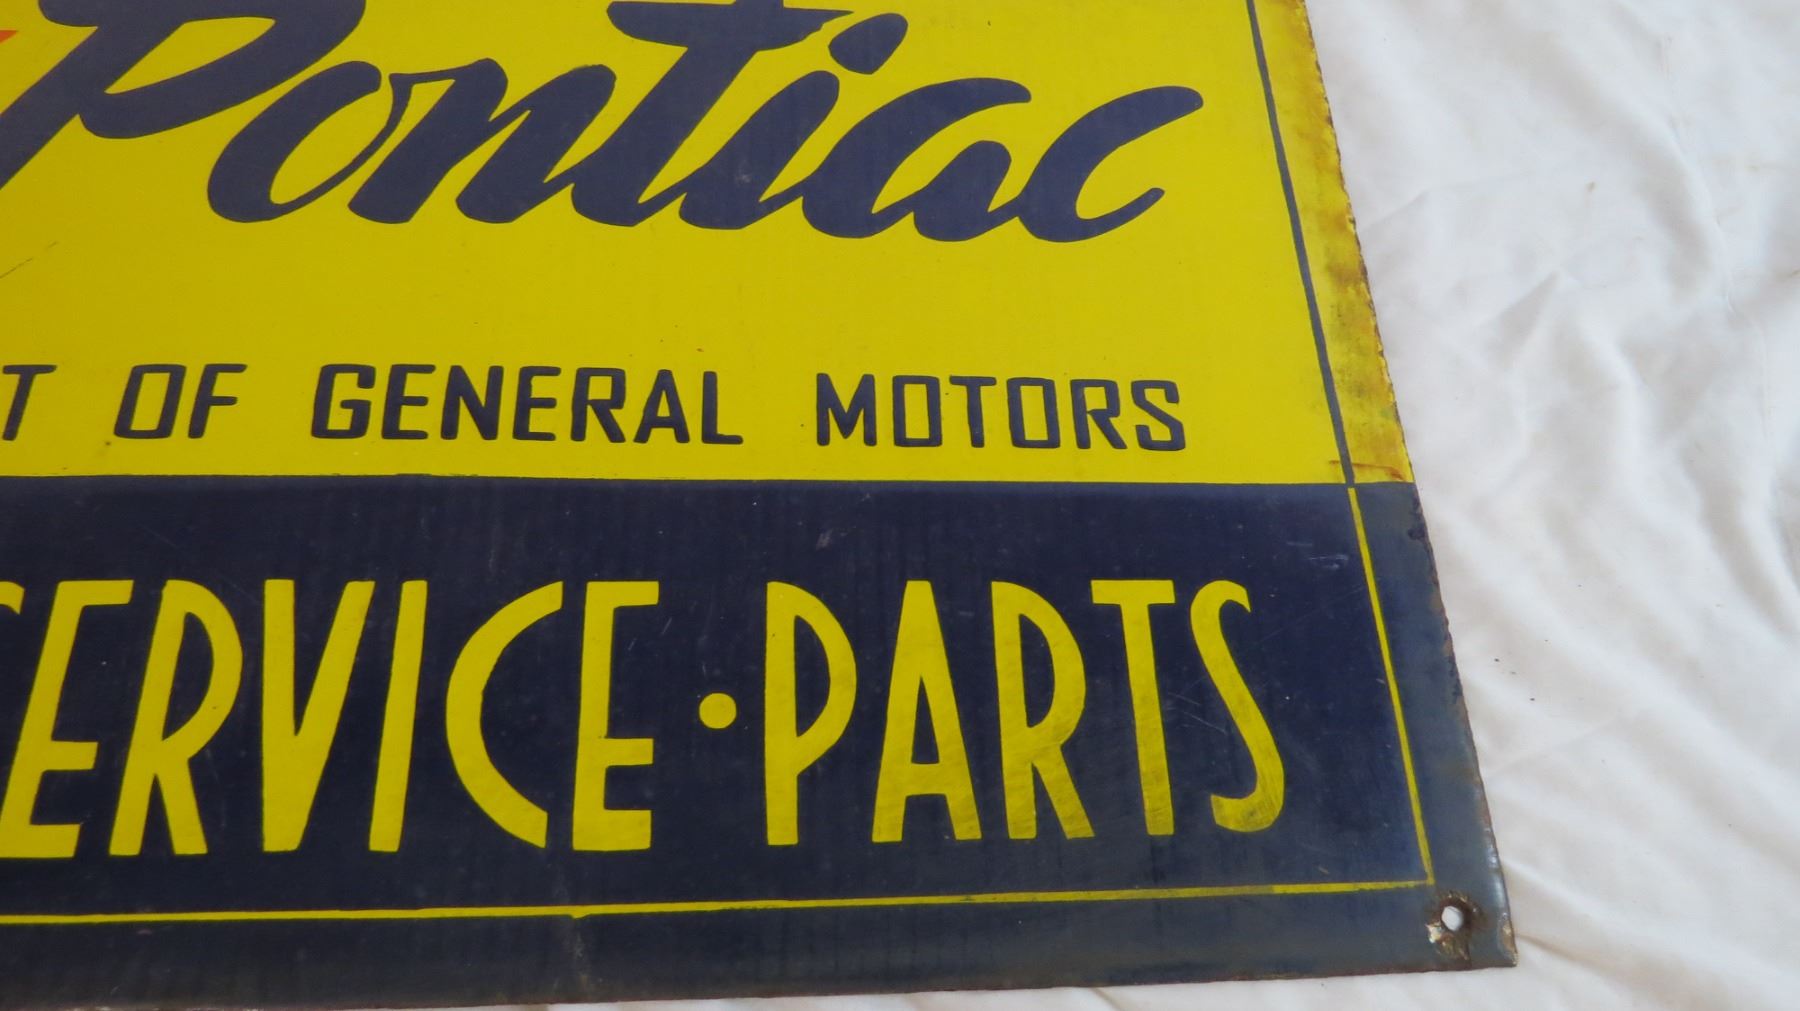 Pontiac
T OF GENERAL MOTORS
SERVICE • PARTS